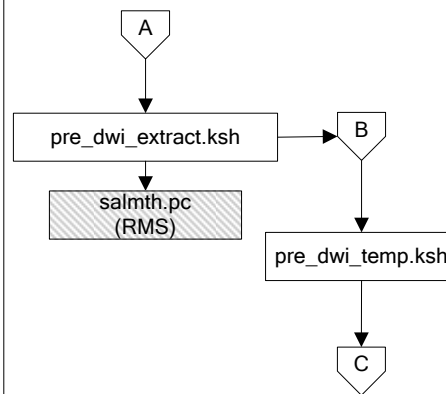 A
pre_dwi_extract.ksh
B
salmth.pc
(RMS)
pre_dwi_temp.ksh
C